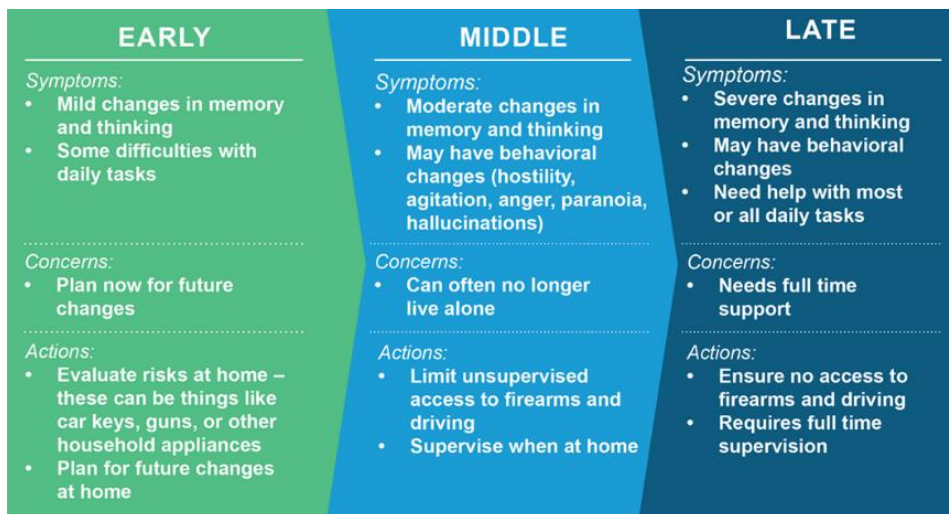 EARLY
Symptoms:
• Mild changes in memory
and thinking
• Some difficulties with
daily tasks
Concerns:
• Plan now for future
changes
Actions:
• Evaluate risks at home –
these can be things like
car keys, guns, or other
household appliances
• Plan for future changes
at home
MIDDLE
Symptoms:
• Moderate changes in
memory and thinking
• May have behavioral
changes (hostility,
agitation, anger, paranoia,
hallucinations)
Concerns:
• Can often no longer
live alone
Actions:
• Limit unsupervised
access to firearms and
driving
• Supervise when at home
LATE
Symptoms:
• Severe changes in
memory and thinking
• May have behavioral
changes
• Need help with most
or all daily tasks
Concerns:
• Needs full time
support
Actions:
• Ensure no access to
firearms and driving
• Requires full time
supervision